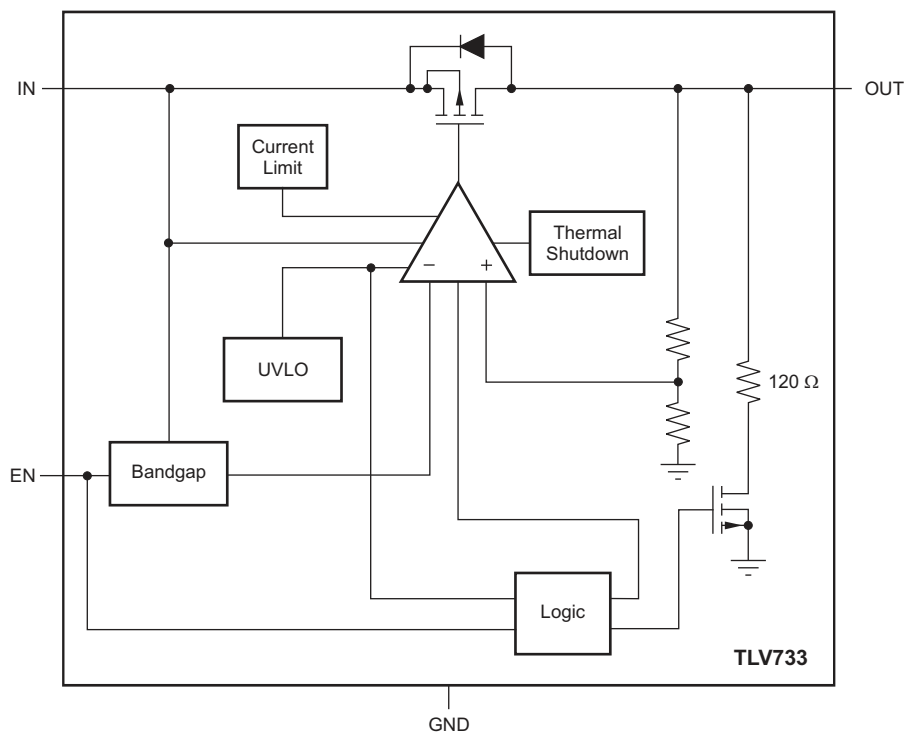 IN
OUT
Current
Limit
Thermal
Shutdown
−
+
UVLO
120 Ω
EN
Bandgap
Logic
TLV733
GND